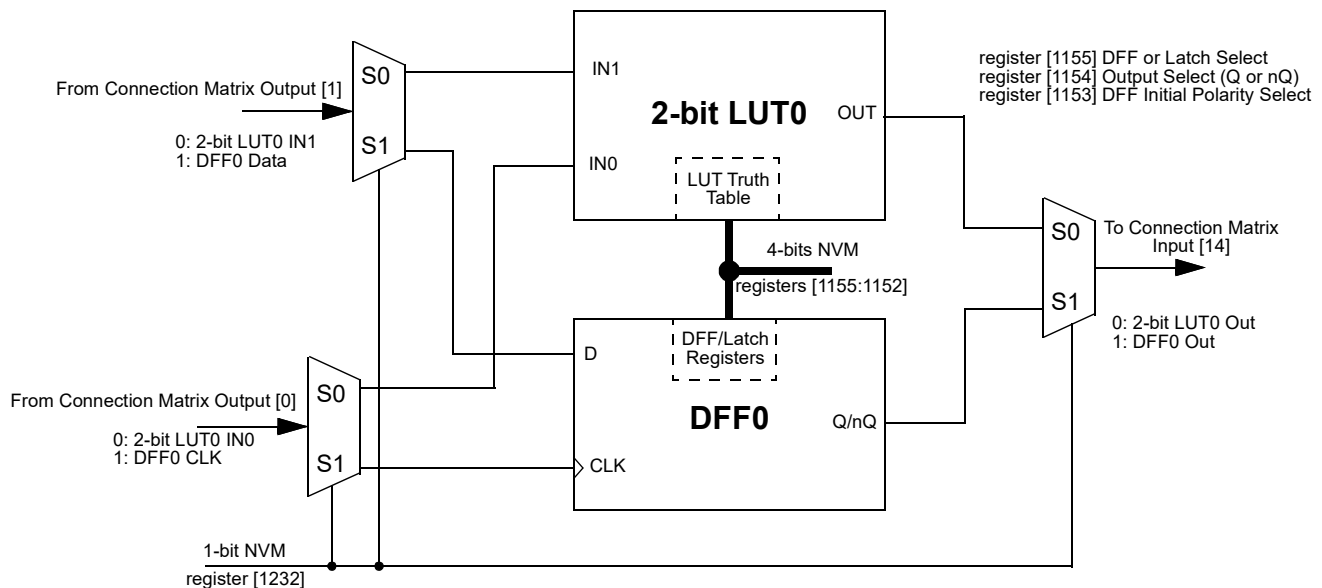 From Connection Matrix Output [1]
0: 2-bit LUT0 IN1
1: DFF0 Data
S0
S1
IN1
IN0
2-bit LUT0
OUT
LUT Truth
Table
register [1155] DFF or Latch Select
register [1154] Output Select (Q or nQ)
register [1153] DFF Initial Polarity Select
4-bits NVM
registers [1155:1152]
S0
S1
To Connection Matrix
Input [14]
0: 2-bit LUT0 Out
1: DFF0 Out
From Connection Matrix Output [0]
0: 2-bit LUT0 IN0
1: DFF0 CLK
S0
S1
D
CLK
DFF/Latch
Registers
DFF0
Q/nQ
1-bit NVM
register [1232]